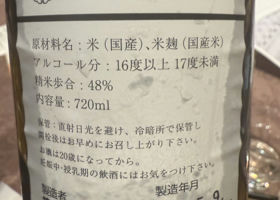 原材料名：米（国産）、米麹（国産米）
アルコール分：16度以上17度未満
精米歩合：48%
内容量：720ml
保管：直射日光を避け、冷暗所で保管し
開栓後はお早めにお召し上がり下さい。
お酒は20歳になってから。
妊娠中・授乳期の飲酒にはお気をつけ下さい。
製造者
製造年月
5.9